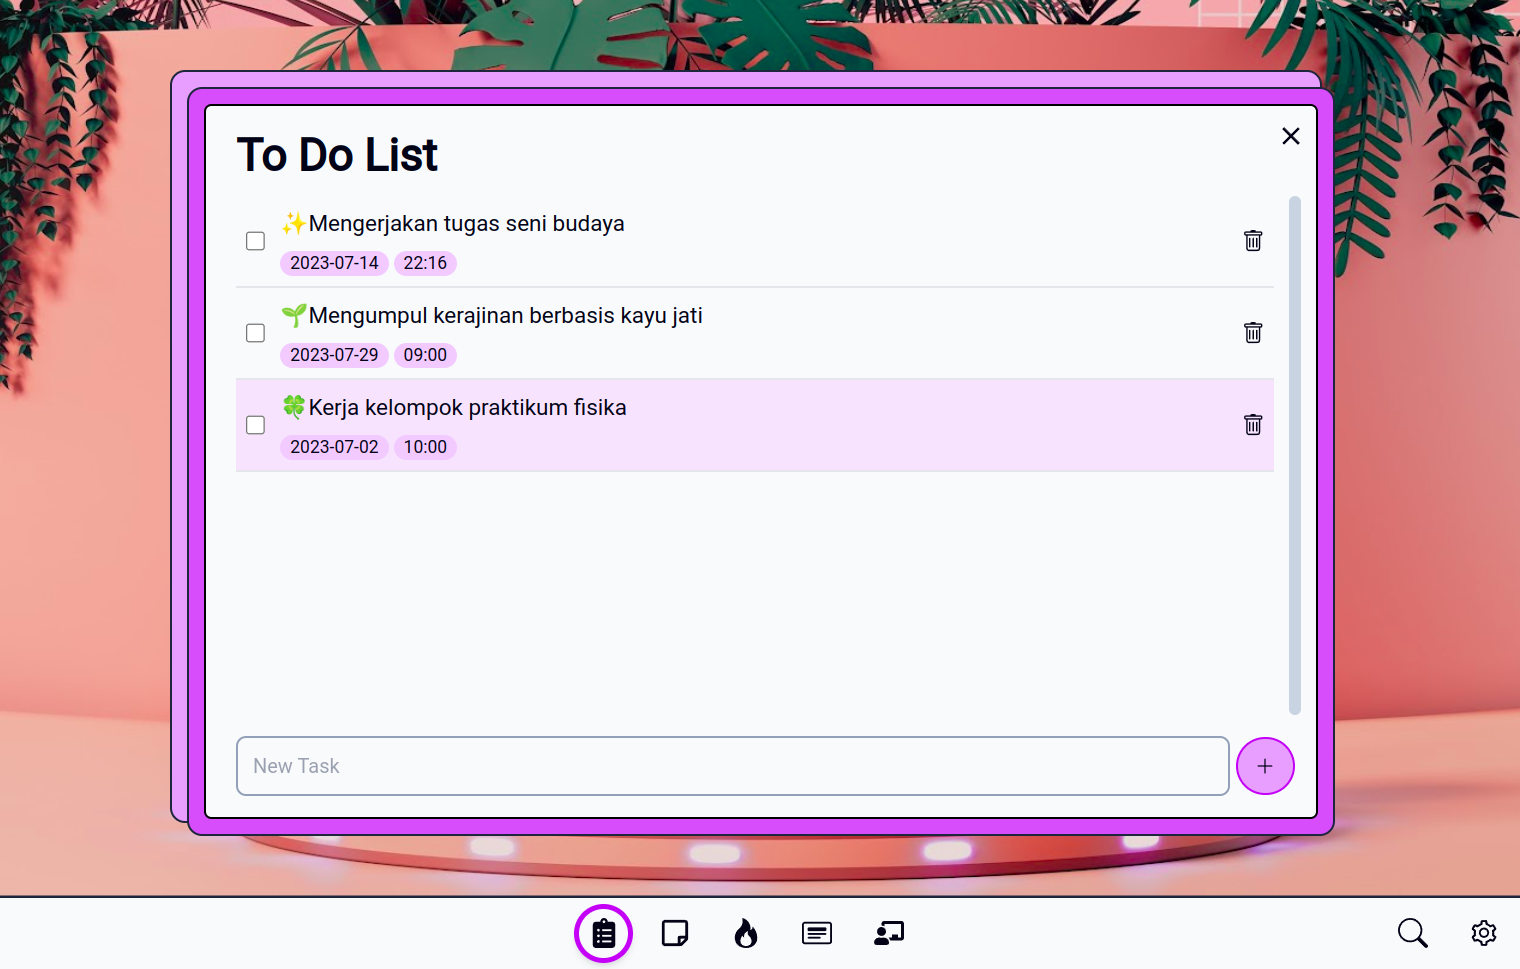 To Do List
✨Mengerjakan tugas seni budaya
2023-07-14 22:16
🌱Mengumpul kerajinan berbasis kayu jati
2023-07-29 09:00
🍀Kerja kelompok praktikum fisika
2023-07-02 10:00
New Task